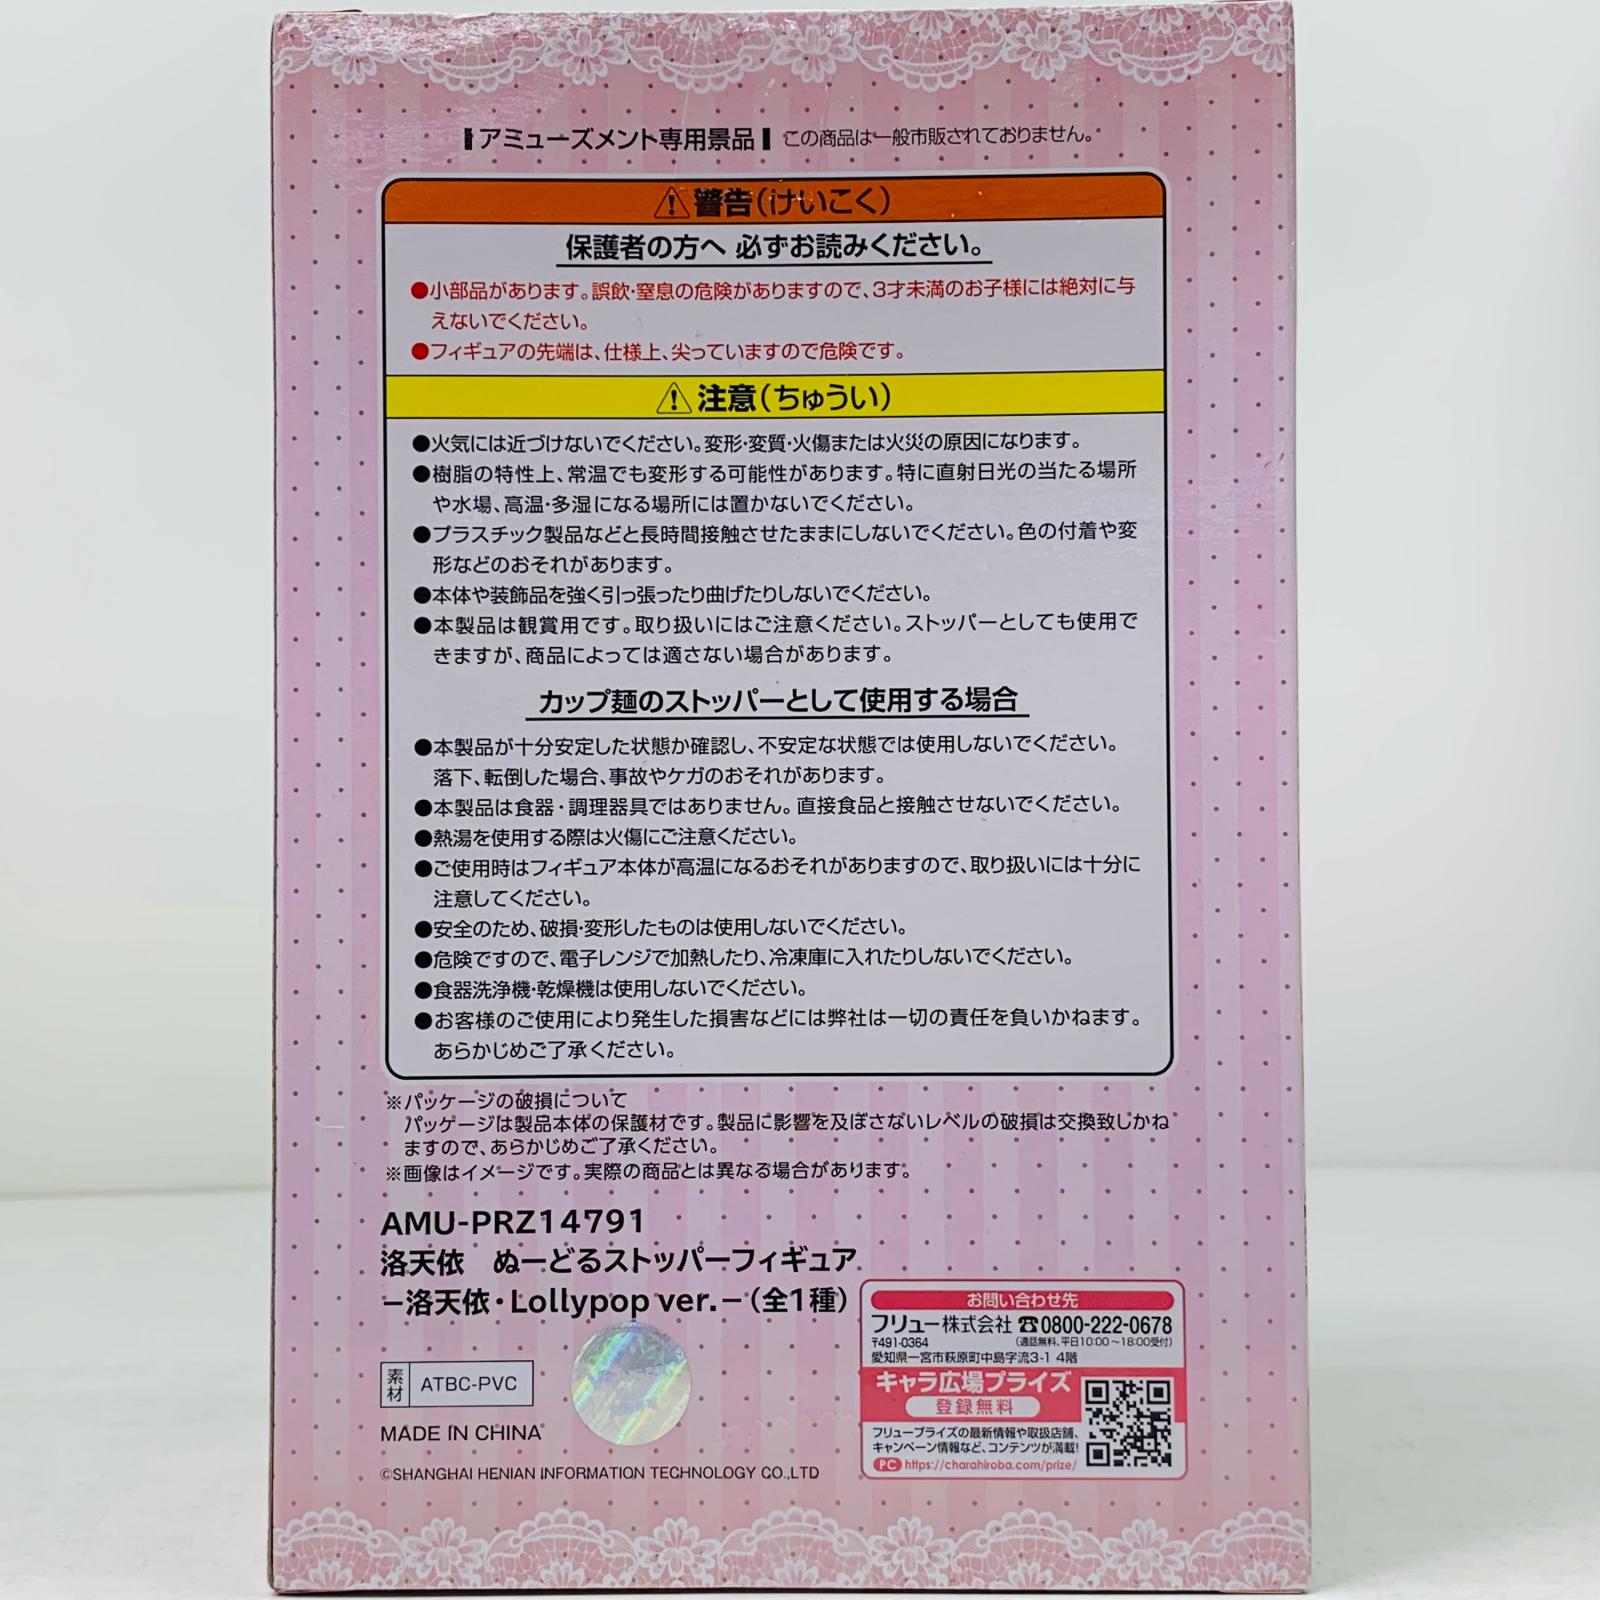 【アミューズメント専用景品】この商品は一般市販されておりません。
⚠警告(けいこく)
保護者の方へ 必ずお読みください。
●小部品があります。誤飲・窒息の危険がありますので、3才未満のお子様には絶対に与
えないでください。
●フィギュアの先端は、仕様上、尖っていますので危険です。
⚠注意(ちゅうい)
●火気には近づけないでください。変形・変質・火傷または火災の原因になります。
●樹脂の特性上、常温でも変形する可能性があります。特に直射日光の当たる場所
や水場、高温・多湿になる場所には置かないでください。
●プラスチック製品などと長時間接触させたままにしないでください。色の付着や変
形などのおそれがあります。
●本体や装飾品を強く引っ張ったり曲げたりしないでください。
●本製品は観賞用です。取り扱いにはご注意ください。ストッパーとしても使用で
きますが、商品によっては適さない場合があります。
カップ麺のストッパーとして使用する場合
●本製品が十分安定した状態か確認し、不安定な状態では使用しないでください。
落下、転倒した場合、事故やケガのおそれがあります。
●本製品は食器・調理器具ではありません。直接食品と接触させないでください。
●熱湯を使用する際は火傷にご注意ください。
●ご使用時はフィギュア本体が高温になるおそれがありますので、取り扱いには十分に
注意してください。
●安全のため、破損・変形したものは使用しないでください。
●危険ですので、電子レンジで加熱したり、冷凍庫に入れたりしないでください。
●食器洗浄機・乾燥機は使用しないでください。
●お客様のご使用により発生した損害などには弊社は一切の責任を負いかねます。
あらかじめご了承ください。
※パッケージの破損について
パッケージは製品本体の保護材です。製品に影響を及ぼさないレベルの破損は交換致しかね
ますので、あらかじめご了承ください。
※画像はイメージです。実際の商品とは異なる場合があります。
AMU-PRZ14791
洛天依 ぬーどるストッパーフィギュア
－洛天依・Lollypop ver.－(全1種)
素材 ATBC-PVC
MADE IN CHINA
©SHANGHAI HENIAN INFORMATION TECHNOLOGY CO.,LTD
お問い合わせ先
フリュー株式会社 ☎0800-222-0678
〒491-0364 (通話無料、平日10:00～18:00受付)
愛知県一宮市萩原町中島字流3-1 4階
キャラ広場プライズ
登録無料
フリュープライズの最新情報や取扱店舗、
キャンペーン情報など、コンテンツが満載!
PC https://charahiroba.com/prize/